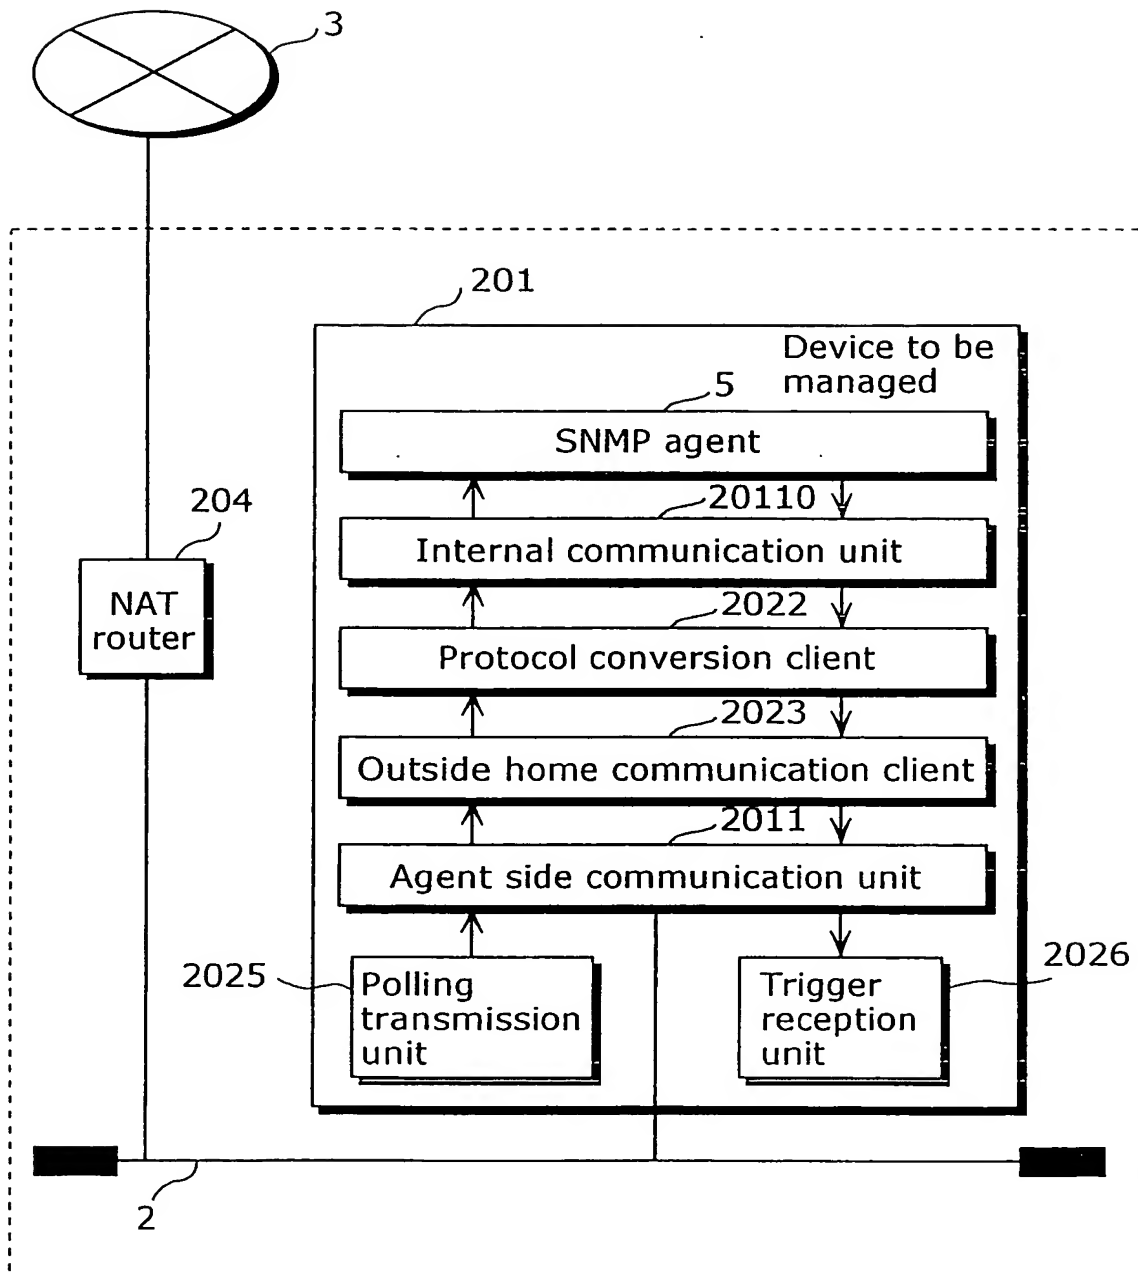 3
201
Device to be
managed
5
SNMP agent
204
20110
NAT
router
Internal communication unit
2022
Protocol conversion client
2023
Outside home communication client
2011
Agent side communication unit
2025
Polling
transmission
unit
Trigger
reception
unit
2026
2